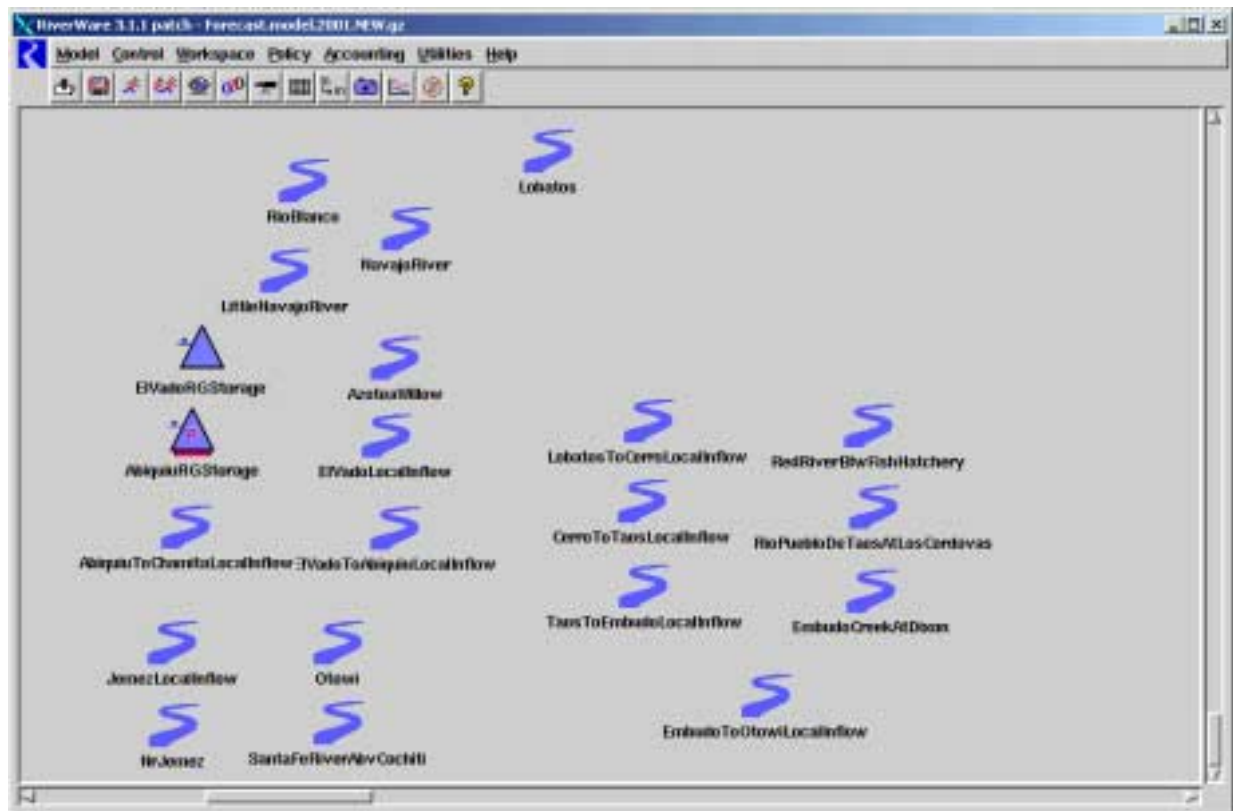 RiverWare 3.1.1 patch - Forecast.model.2001.NEW.gz
Model Control Workspace Policy Accounting Utilities Help
Lobatos
RioBlanco
NavajoRiver
LittleNavajoRiver
ElVadoRGStorage
AzoteaWillow
AbiquiuRGStorage
ElVadoLocalInflow
LobatosToCerroLocalInflow
RedRiverBlwFishHatchery
CerroToTaosLocalInflow
RioPuebloDeTaosAtLosCordovas
AbiquiuToChamitaLocalInflow
ElVadoToAbiquiuLocalInflow
TaosToEmbudoLocalInflow
EmbudoCreekAtDixon
JemezLocalInflow
Otowi
EmbudoToOtowiLocalInflow
NrJemez
SantaFeRiverAbvCochiti